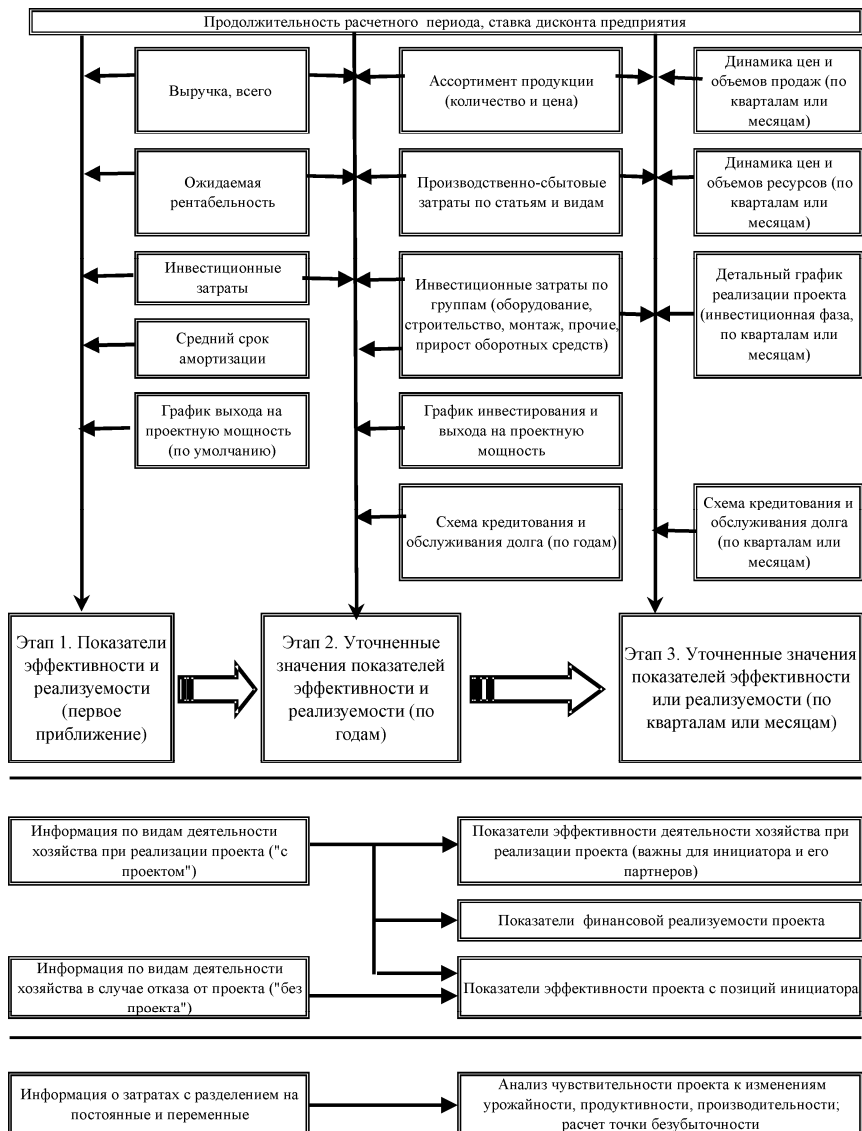 Продолжительность расчетного периода, ставка дисконта предприятия
Выручка, всего
Ассортимент продукции
(количество и цена)
Динамика цен и
объемов продаж (по
кварталам или
месяцам)
Ожидаемая
рентабельность
Производственно-сбытовые
затраты по статьям и видам
Динамика цен и
объемов ресурсов (по
кварталам или
месяцам)
Инвестиционные
затраты
Инвестиционные затраты по
группам (оборудование,
строительство, монтаж, прочие,
прирост оборотных средств)
Детальный график
реализации проекта
(инвестиционная фаза,
по кварталам или
месяцам)
Средний срок
амортизации
График выхода на
проектную мощность
(по умолчанию)
График инвестирования и
выхода на проектную
мощность
Схема кредитования и
обслуживания долга (по годам)
Схема кредитования и
обслуживания долга
(по кварталам или
месяцам)
Этап 1. Показатели
эффективности и
реализуемости
(первое
приближение)
Этап 2. Уточненные
значения показателей
эффективности и
реализуемости (по
годам)
Этап 3. Уточненные значения
показателей эффективности
или реализуемости (по
кварталам или месяцам)
Информация по видам деятельности
хозяйства при реализации проекта ("с
проектом")
Показатели эффективности деятельности хозяйства при
реализации проекта (важны для инициатора и его
партнеров)
Показатели финансовой реализуемости проекта
Информация по видам деятельности
хозяйства в случае отказа от проекта ("без
проекта")
Показатели эффективности проекта с позиций инициатора
Информация о затратах с разделением на
постоянные и переменные
Анализ чувствительности проекта к изменениям
урожайности, продуктивности, производительности;
расчет точки безубыточности